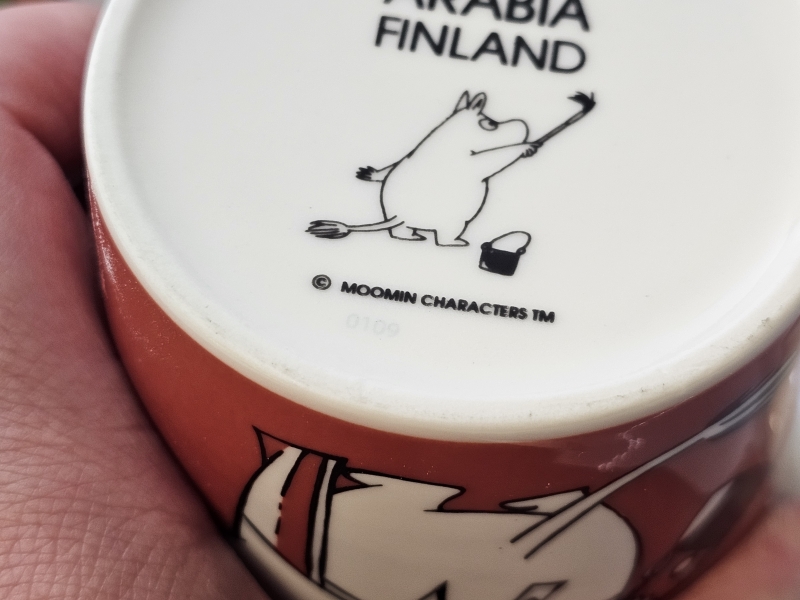 ARABIA
FINLAND
© MOOMIN CHARACTERS TM
0109